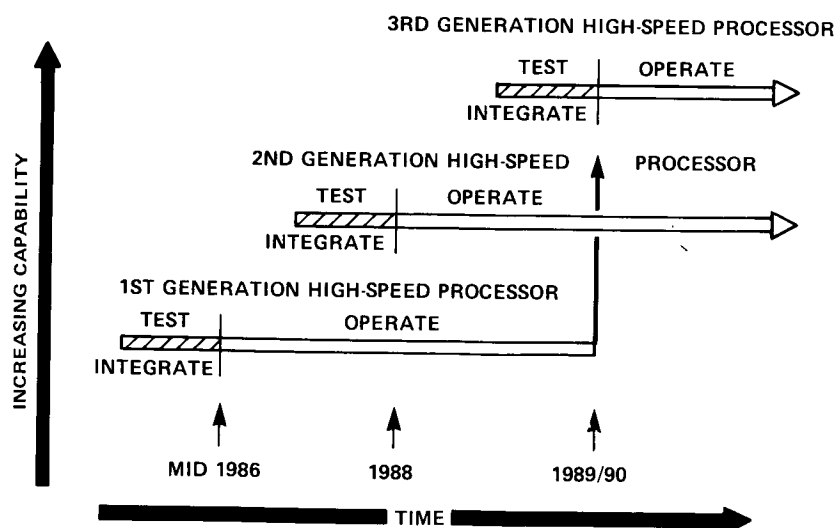 3RD GENERATION HIGH-SPEED PROCESSOR
TEST OPERATE
INTEGRATE
2ND GENERATION HIGH-SPEED PROCESSOR
TEST OPERATE
INTEGRATE
1ST GENERATION HIGH-SPEED PROCESSOR
TEST OPERATE
INTEGRATE
INCREASING CAPABILITY
MID 1986 1988 1989/90
TIME